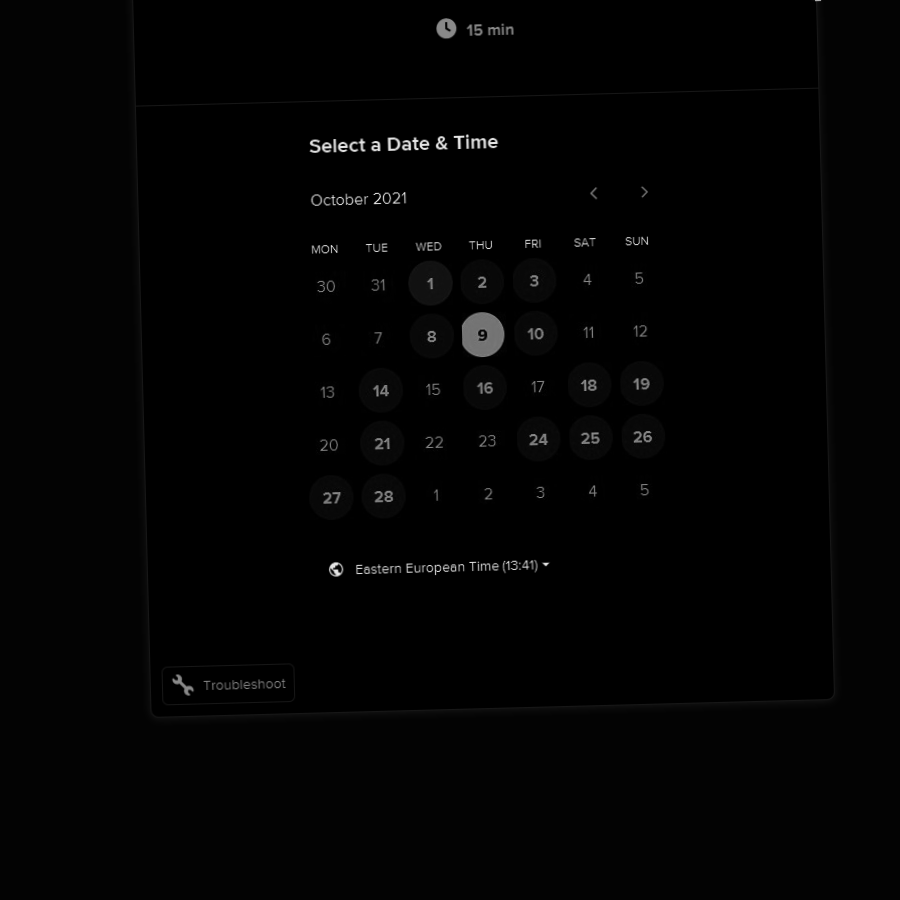 15 min
Select a Date & Time
October 2021
MON TUE WED THU FRI SAT SUN
30 31 1 2 3 4 5
6 7 8 9 10 11 12
13 14 15 16 17 18 19
20 21 22 23 24 25 26
27 28 1 2 3 4 5
Eastern European Time (13:41)
Troubleshoot